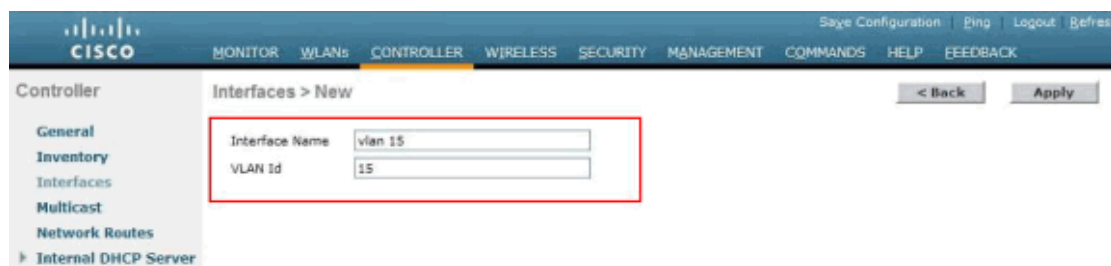 Save Configuration Ping Logout Refres
CISCO
MONITOR WLANs CONTROLLER WIRELESS SECURITY MANAGEMENT COMMANDS HELP FEEDBACK
Controller
Interfaces > New
< Back
Apply
General
Inventory
Interfaces
Multicast
Network Routes
Internal DHCP Server
Interface Name vlan 15
VLAN Id 15